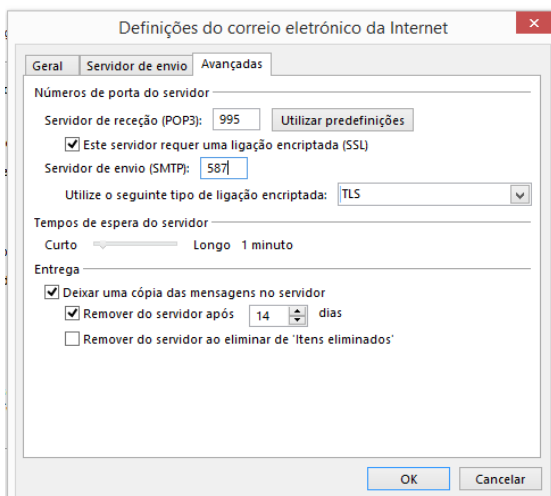 Definições do correio eletrónico da Internet
Geral Servidor de envio Avançadas
Números de porta do servidor
Servidor de receção (POP3): 995 Utilizar predefinições
Este servidor requer uma ligação encriptada (SSL)
Servidor de envio (SMTP): 587
Utilize o seguinte tipo de ligação encriptada: TLS
Tempos de espera do servidor
Curto Longo 1 minuto
Entrega
Deixar uma cópia das mensagens no servidor
Remover do servidor após 14 dias
Remover do servidor ao eliminar de 'Itens eliminados'
OK Cancelar